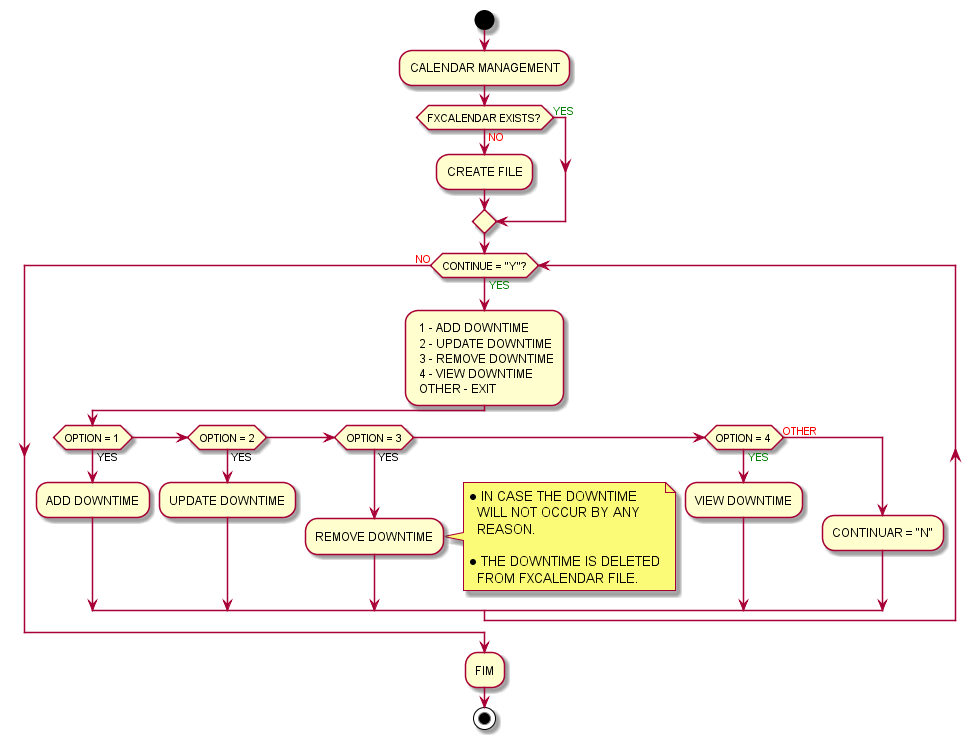 CALENDAR MANAGEMENT
FXCALENDAR EXISTS?
YES
NO
CREATE FILE
NO
CONTINUE = "Y"?
YES
1 - ADD DOWNTIME
2 - UPDATE DOWNTIME
3 - REMOVE DOWNTIME
4 - VIEW DOWNTIME
OTHER - EXIT
OPTION = 1
YES
ADD DOWNTIME
OPTION = 2
YES
UPDATE DOWNTIME
OPTION = 3
YES
REMOVE DOWNTIME
● IN CASE THE DOWNTIME
WILL NOT OCCUR BY ANY
REASON.
● THE DOWNTIME IS DELETED
FROM FXCALENDAR FILE.
OPTION = 4
YES
VIEW DOWNTIME
OTHER
CONTINUAR = "N"
FIM